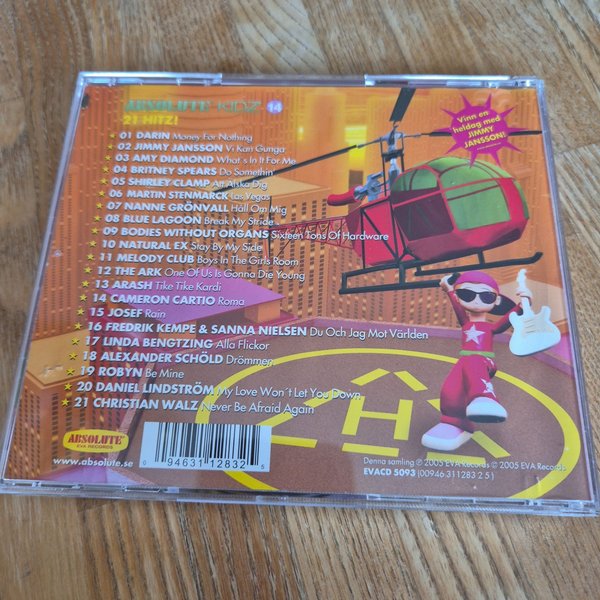 ABSOLUTE KIDZ 14
21 HITZ!
Vinn en
heldag med
JIMMY
JANSSON!
01 DARIN Money For Nothing
02 JIMMY JANSSON Vi Kan Gunga
03 AMY DIAMOND What´s In It For Me
04 BRITNEY SPEARS Do Somethin'
05 SHIRLEY CLAMP Att Älska Dig
06 MARTIN STENMARCK Las Vegas
07 NANNE GRÖNVALL Håll Om Mig
08 BLUE LAGOON Break My Stride
09 BODIES WITHOUT ORGANS Sixteen Tons Of Hardware
10 NATURAL EX Stay By My Side
11 MELODY CLUB Boys In The Girls Room
12 THE ARK One Of Us Is Gonna Die Young
13 ARASH Tike Tike Kardi
14 CAMERON CARTIO Roma
15 JOSEF Rain
16 FREDRIK KEMPE & SANNA NIELSEN Du Och Jag Mot Världen
17 LINDA BENGTZING Alla Flickor
18 ALEXANDER SCHÖLD Drömmen
19 ROBYN Be Mine
20 DANIEL LINDSTRÖM My Love Won´t Let You Down
21 CHRISTIAN WALZ Never Be Afraid Again
H
ABSOLUTE
EVA RECORDS
www.absolute.se
0 94631 12832 5
Denna samling ℗ 2005 EVA Records © 2005 EVA Records
EVACD 5093 (00946 311283 2 5)